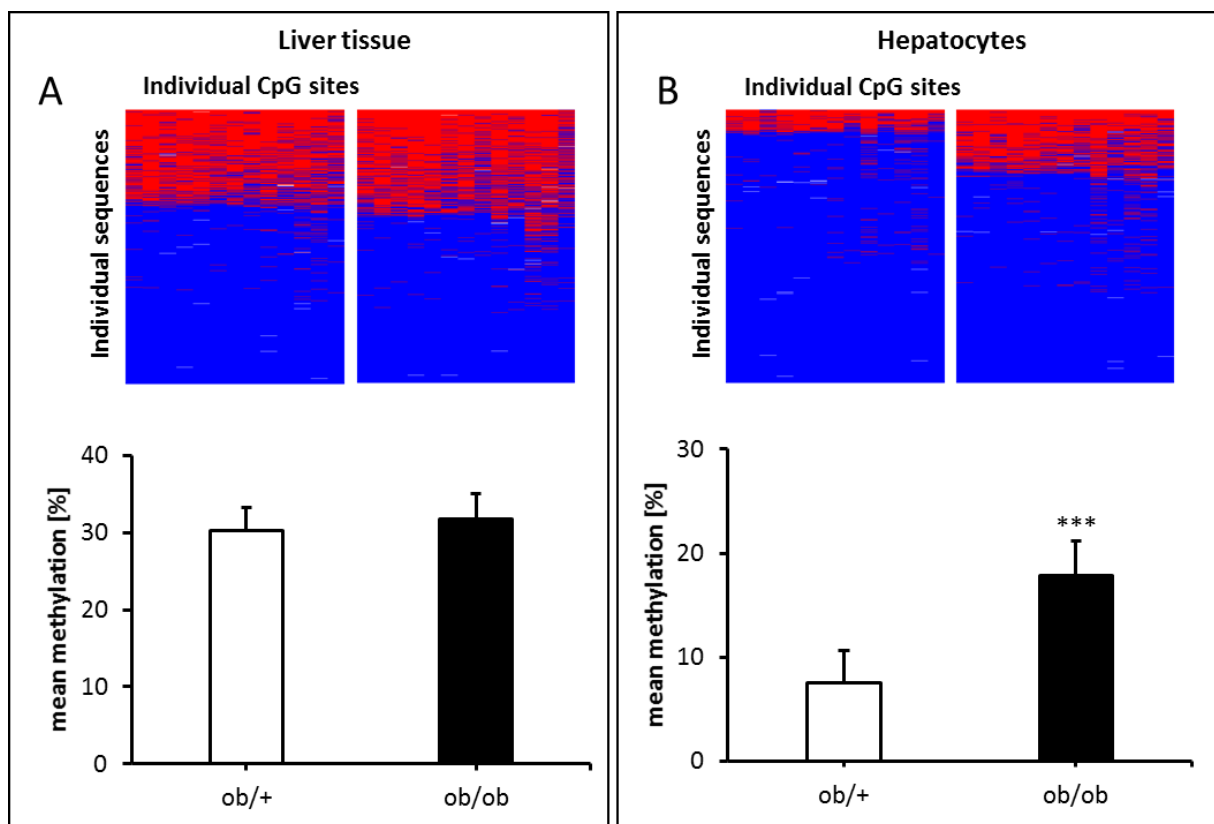 Liver tissue
A
Individual CpG sites
Individual sequences
mean methylation [%]
40
30
20
10
0
ob/+ ob/ob
Hepatocytes
B
Individual CpG sites
Individual sequences
mean methylation [%]
30
20
10
0
***
ob/+ ob/ob